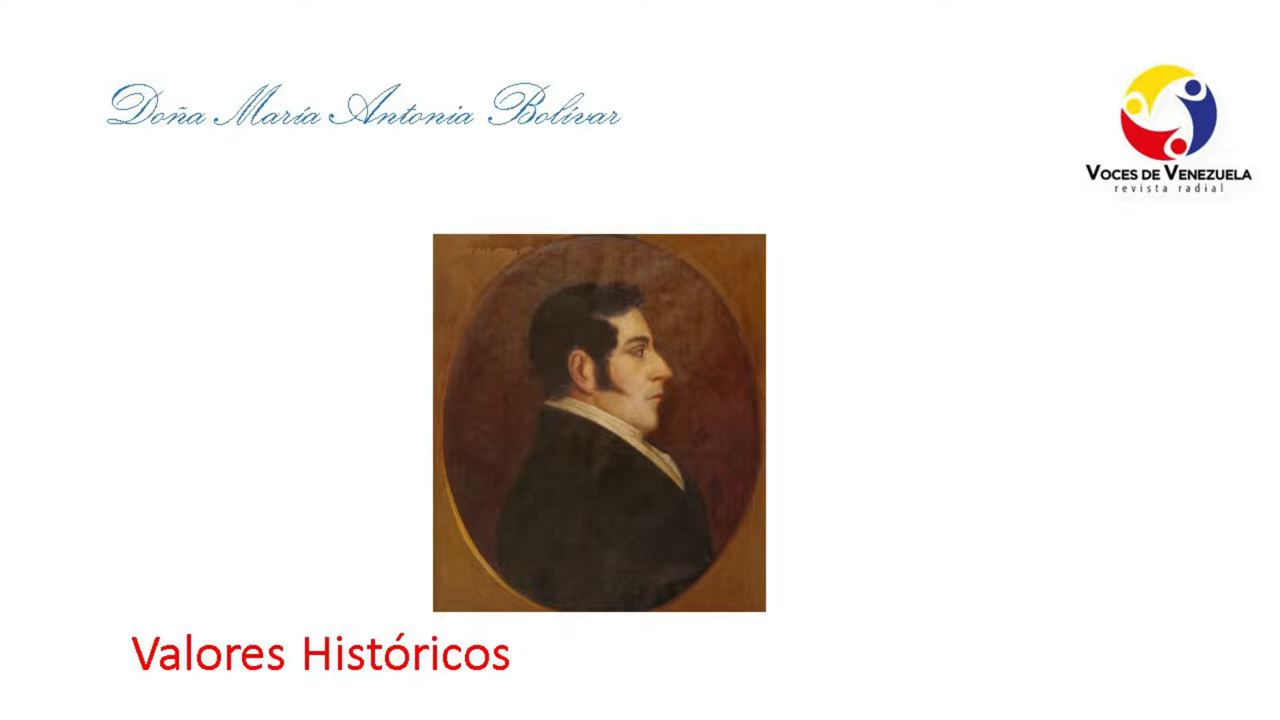 Doña María Antonia Bolívar
VOCES DE VENEZUELA
revista radial
Valores Históricos